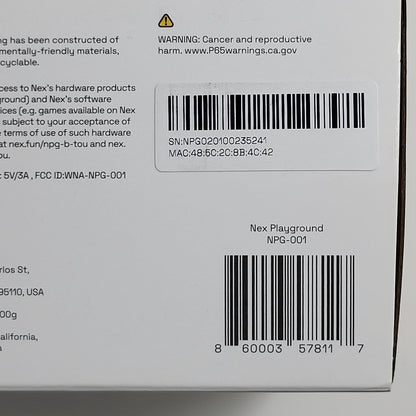 ng has been constructed of
mentally-friendly materials,
cyclable.
cess to Nex's hardware products
ground) and Nex's software
ices (e.g. games available on Nex
subject to your acceptance of
e terms of use of such hardware
at nex.fun/npg-b-tou and nex.
ou.
: 5V/3A , FCC ID:WNA-NPG-001
rlos St,
95110, USA
00g
alifornia,
s
WARNING: Cancer and reproductive
harm. www.P65warnings.ca.gov
SN:NPG020100235241
MAC:48:5C:2C:8B:4C:42
Nex Playground
NPG-001
8 60003 57811 7